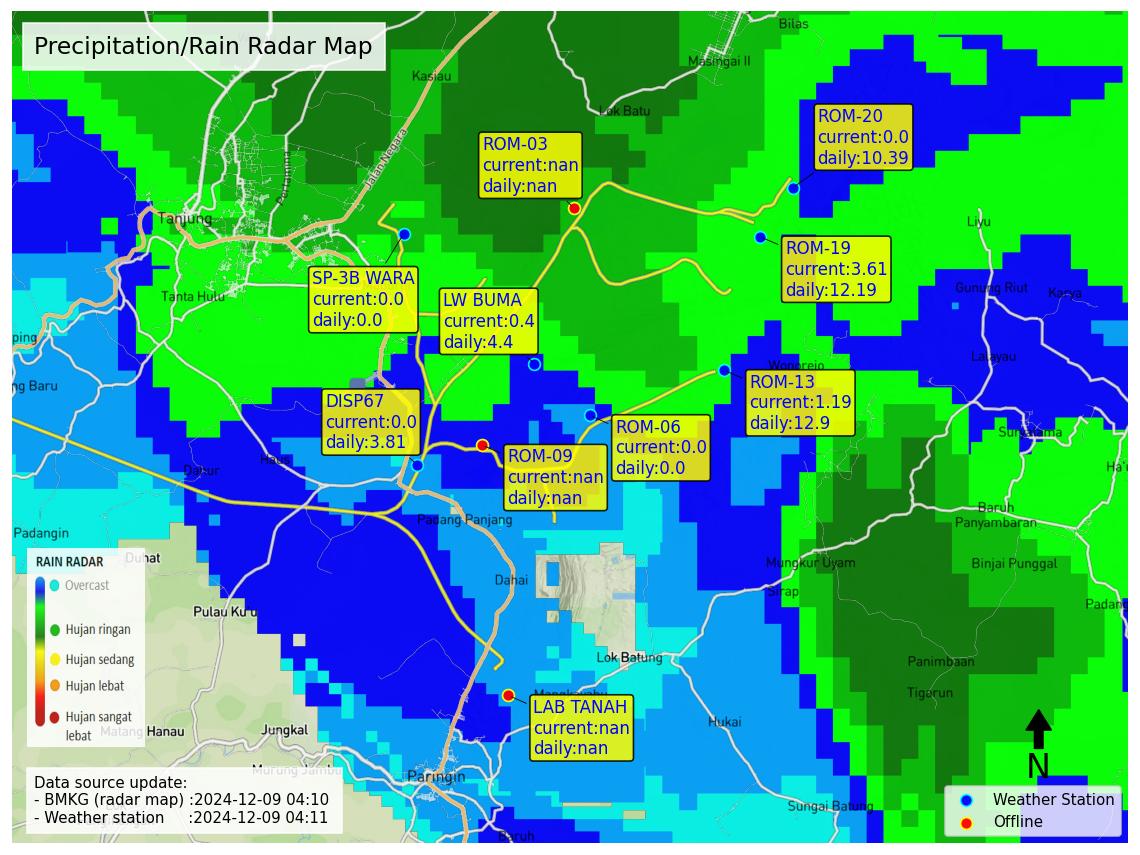 Precipitation/Rain Radar Map
Bilas
Masingai II
Kasiau
Lok Batu
Jalan Negara
Pertamina
Tanjung
Tanta Hulu
ROM-03
current:nan
daily:nan
ROM-20
current:0.0
daily:10.39
Liyu
ROM-19
current:3.61
daily:12.19
SP-3B WARA
current:0.0
daily:0.0
LW BUMA
current:0.4
daily:4.4
Gunung Riut
Karya
Lalayau
ping
ng Baru
Wonorejo
ROM-13
current:1.19
daily:12.9
DISP67
current:0.0
daily:3.81
ROM-06
current:0.0
daily:0.0
ROM-09
current:nan
daily:nan
Haus
Dahur
Padang Panjang
Padangin
Baruh
Panyambaran
Mungkur Uyam
Binjai Punggal
Sirap
Padang
RAIN RADAR
Overcast
Hujan ringan
Hujan sedang
Hujan lebat
Hujan sangat
lebat
Duhat
Dahai
Pulau Ku'u
Lok Batung
Panimbaan
Tigarun
Hukai
LAB TANAH
current:nan
daily:nan
Matang Hanau
Jungkal
Murung Jambu
Paringin
Sungai Batung
Baruh
N
Data source update:
- BMKG (radar map) :2024-12-09 04:10
- Weather station :2024-12-09 04:11
Weather Station
Offline